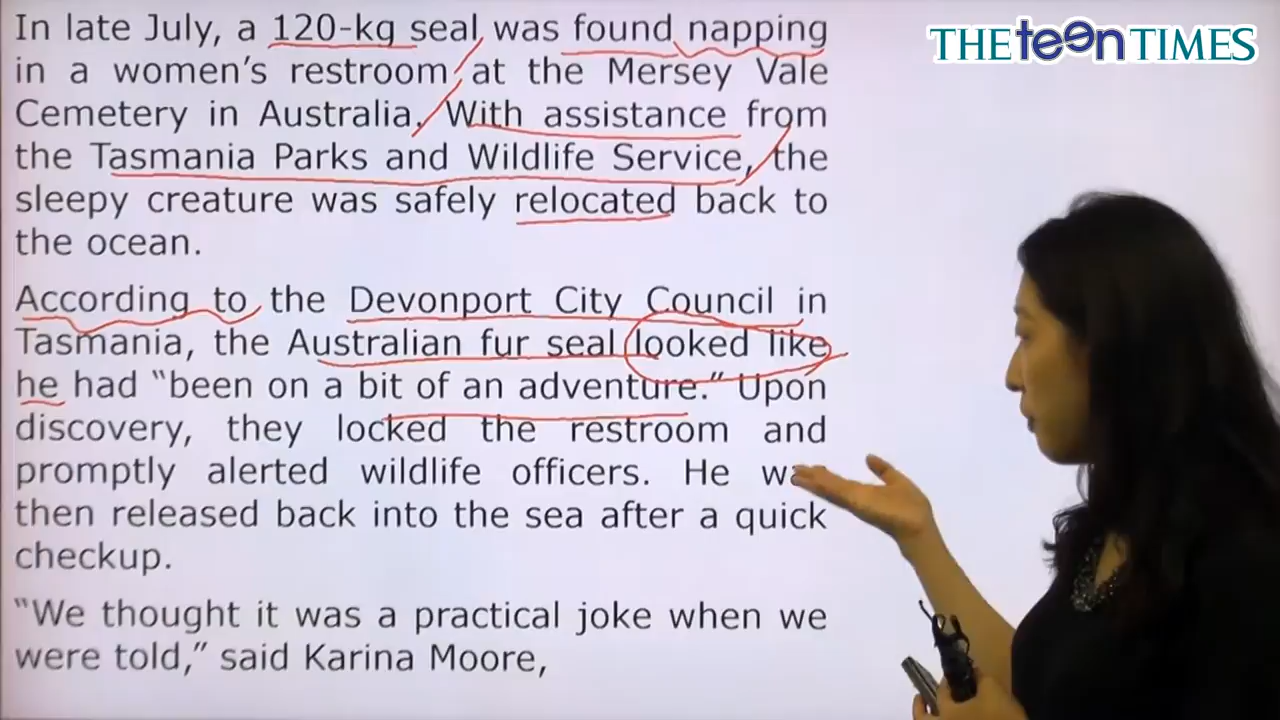 In late July, a 120-kg seal was found napping
in a women's restroom at the Mersey Vale
Cemetery in Australia. With assistance from
the Tasmania Parks and Wildlife Service, the
sleepy creature was safely relocated back to
the ocean.
According to the Devonport City Council in
Tasmania, the Australian fur seal looked like
he had “been on a bit of an adventure.” Upon
discovery, they locked the restroom and
promptly alerted wildlife officers. He
then released back into the sea after a quick
checkup.
“We thought it was a practical joke when we
were told,” said Karina Moore,
THE teen TIMES